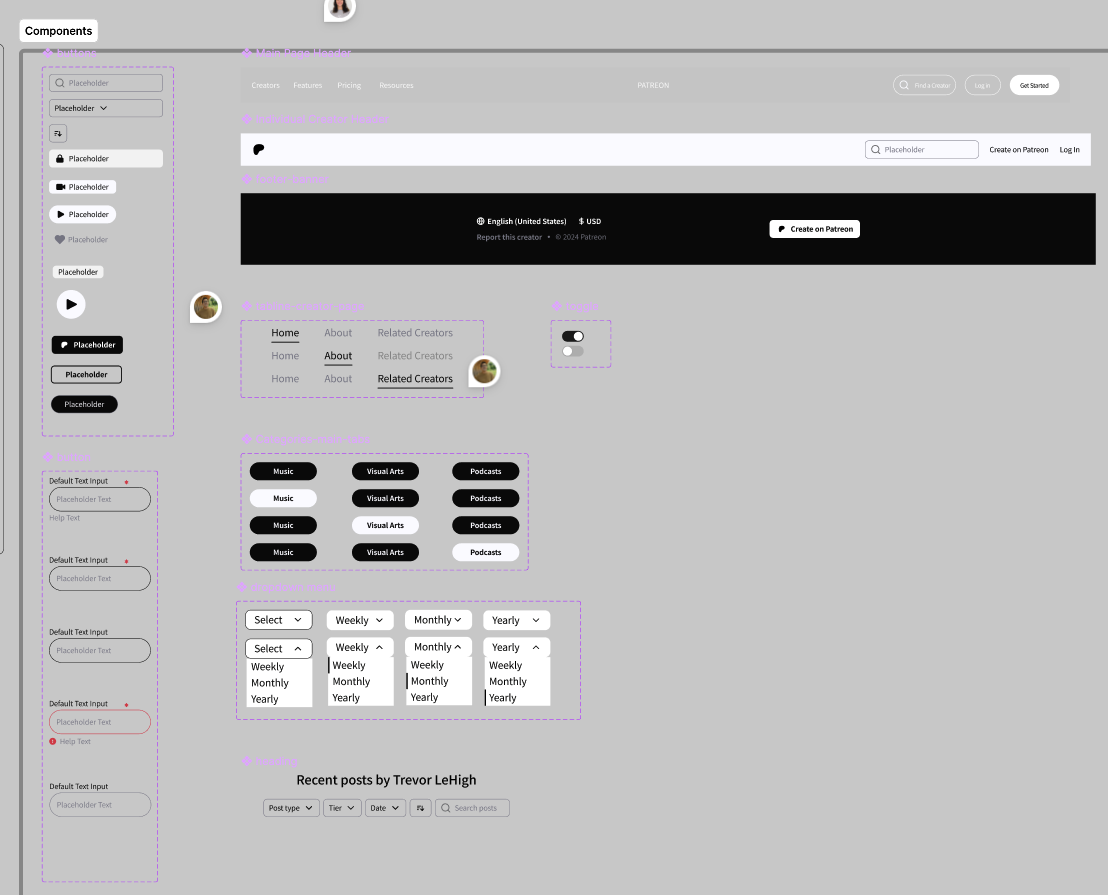 Components
buttons
Placeholder
Placeholder
Placeholder
Placeholder
Placeholder
Placeholder
Placeholder
Placeholder
Placeholder
Placeholder
button
Default Text Input *
Placeholder Text
Help Text
Default Text Input *
Placeholder Text
Default Text Input
Placeholder Text
Default Text Input *
Placeholder Text
Help Text
Default Text Input
Placeholder Text
Main Page Header
Creators Features Pricing Resources PATREON Find a Creator Log in Get Started
Individual Creator Header
Placeholder Create on Patreon Log In
English (United States) $ USD
Report this creator • © 2024 Patreon
Create on Patreon
tabline-creator-page
Home About Related Creators
Home About Related Creators
Home About Related Creators
toggle
Music Visual Arts Podcasts
Music Visual Arts Podcasts
Music Visual Arts Podcasts
Music Visual Arts Podcasts
dropdown menu
Select Weekly Monthly Yearly
Select Weekly Monthly Yearly
Weekly Weekly Weekly Weekly
Monthly Monthly Monthly Monthly
Yearly Yearly Yearly Yearly
heading
Recent posts by Trevor LeHigh
Post type Tier Date Search posts